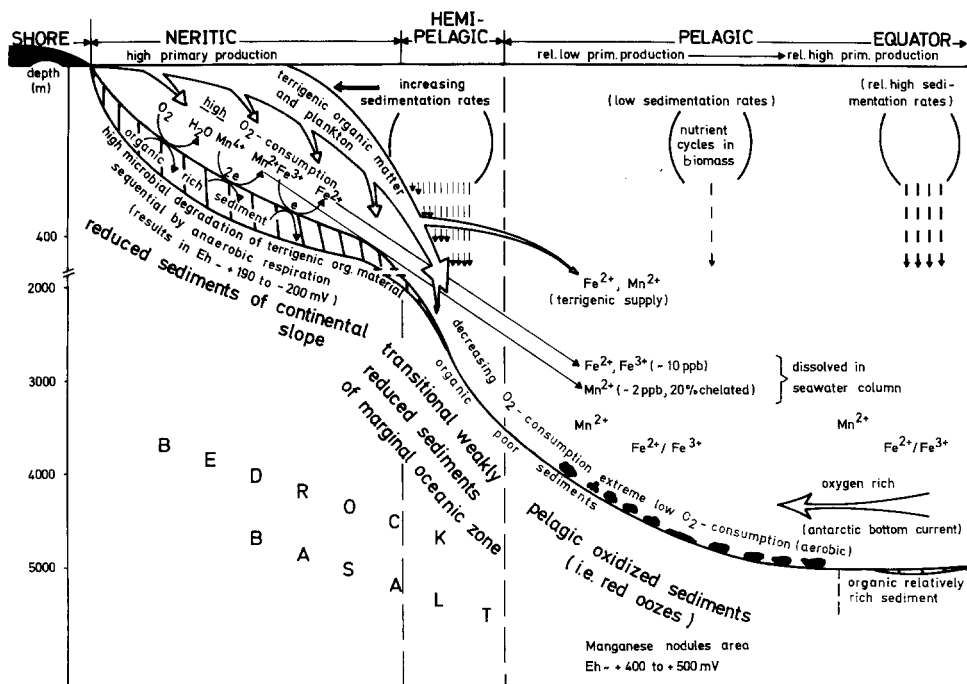 SHORE
NERITIC
HEMI-
PELAGIC
PELAGIC
EQUATOR
high primary production
rel. low prim. production
rel. high prim. production
depth
(m)
400
2000
3000
4000
5000
terrigenic organic matter
and plankton
increasing
sedimentation rates
(low sedimentation rates)
(rel. high sedi-
mentation rates)
nutrient
cycles in
biomass
high O2-consumption
O2
H2O Mn4+ Mn2+ Fe3+ Fe2+
2e
e
organic rich sediment
high microbial degradation of terrigenic org. material
sequential by anaerobic respiration
(results in Eh ~ +190 to -200 mV)
reduced sediments of continental
slope
Fe2+, Mn2+
(terrigenic supply)
Fe2+, Fe3+ (~10 ppb)
Mn2+ (~2 ppb, 20% chelated)
dissolved in
seawater column
Mn2+
Fe2+/Fe3+
Mn2+
Fe2+/Fe3+
decreasing O2-consumption extreme low O2-consumption (aerobic)
organic poor sediments
transitional weakly
reduced sediments
of marginal oceanic zone
oxygen rich
(antarctic bottom current)
pelagic oxidized sediments
(i.e. red oozes)
organic relatively
rich sediment
BEDROCK
BASALT
Manganese nodules area
Eh ~ +400 to +500 mV